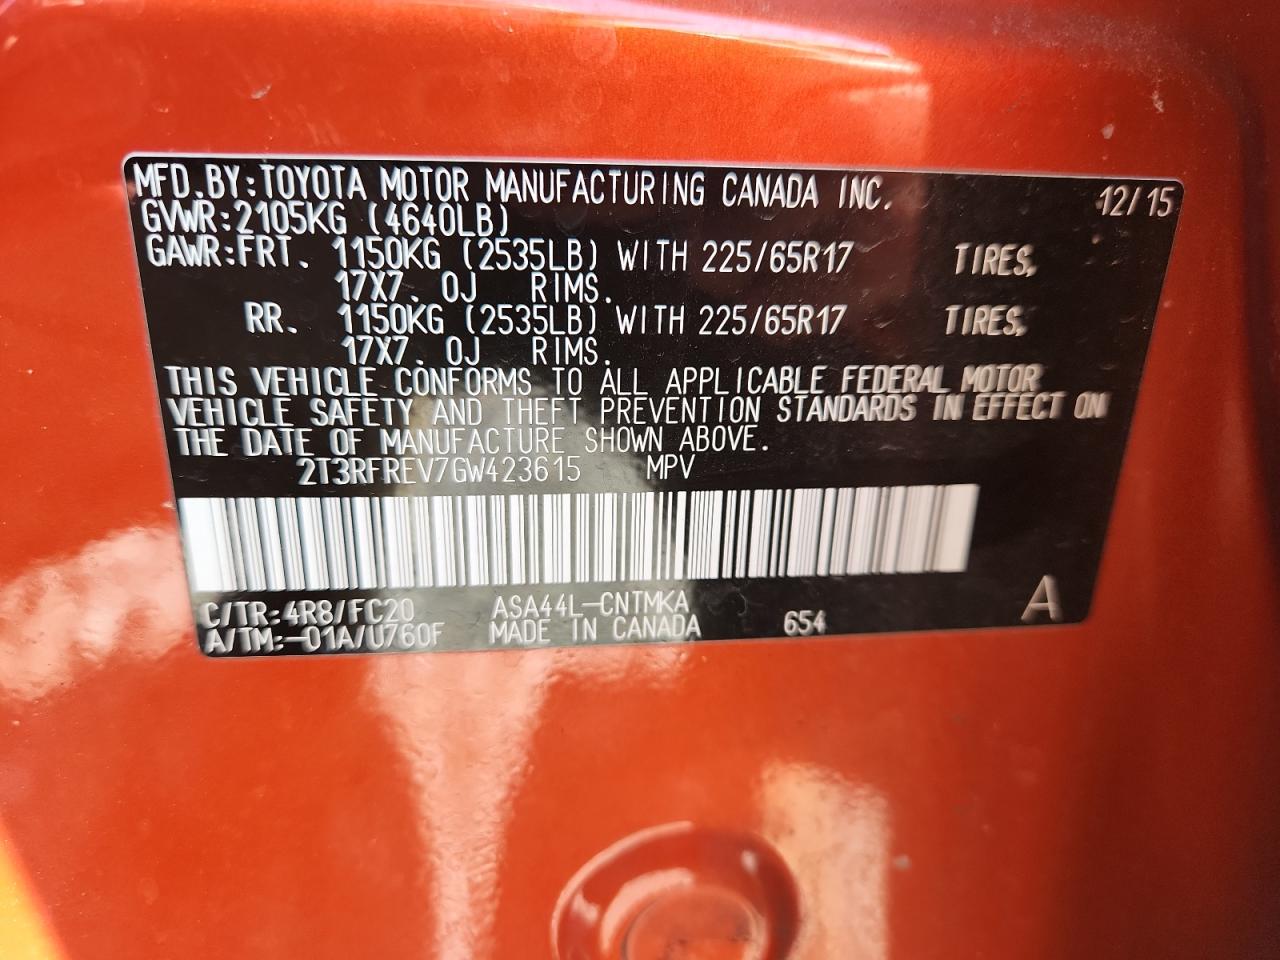 MFD.BY:TOYOTA MOTOR MANUFACTURING CANADA INC. 12/15
GVWR:2105KG (4640LB)
GAWR:FRT. 1150KG (2535LB) WITH 225/65R17 TIRES,
17X7.0J RIMS.
RR. 1150KG (2535LB) WITH 225/65R17 TIRES,
17X7.0J RIMS.
THIS VEHICLE CONFORMS TO ALL APPLICABLE FEDERAL MOTOR
VEHICLE SAFETY AND THEFT PREVENTION STANDARDS IN EFFECT ON
THE DATE OF MANUFACTURE SHOWN ABOVE.
2T3RFREV7GW423615 MPV
C/TR:4R8/FC20 ASA44L-CNTMKA A
A/TM:-01A/U760F MADE IN CANADA 654